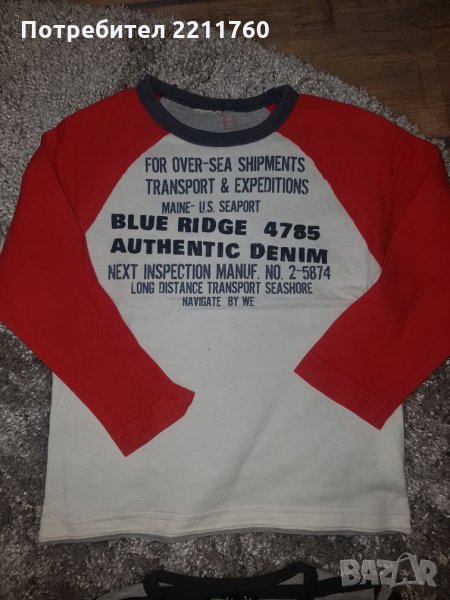 Потребител 2211760
FOR OVER-SEA SHIPMENTS
TRANSPORT & EXPEDITIONS
MAINE- U.S. SEAPORT
BLUE RIDGE 4785
AUTHENTIC DENIM
NEXT INSPECTION MANUF. NO. 2-5874
LONG DISTANCE TRANSPORT SEASHORE
NAVIGATE BY WE
BAZAR